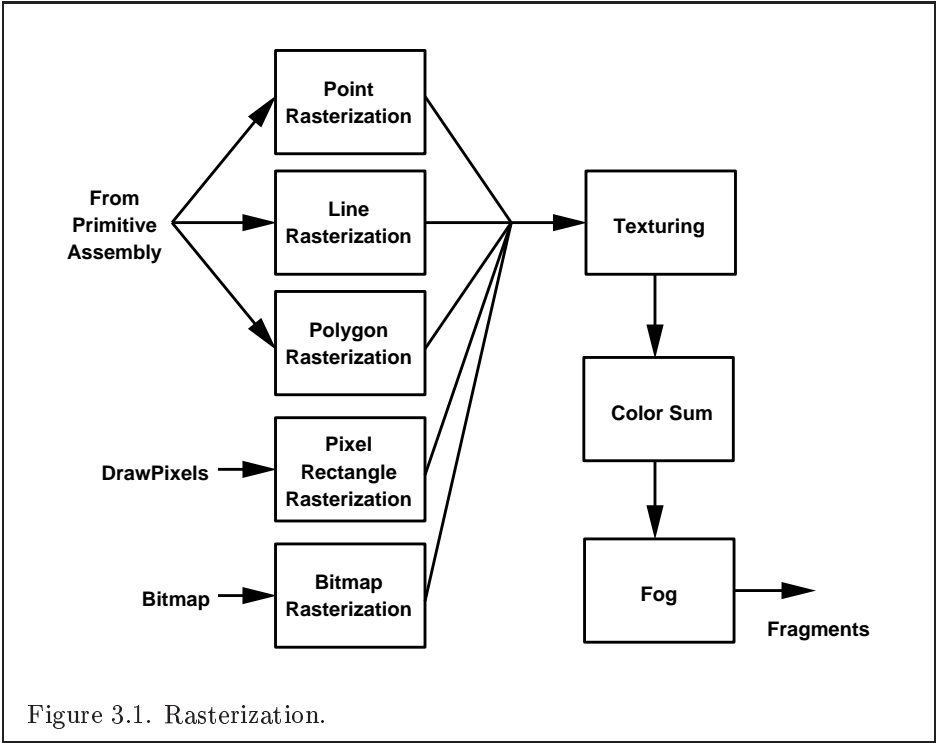 Point
Rasterization
From
Primitive
Assembly
Line
Rasterization
Texturing
Polygon
Rasterization
Color Sum
DrawPixels
Pixel
Rectangle
Rasterization
Bitmap
Bitmap
Rasterization
Fog
Fragments
Figure 3.1. Rasterization.